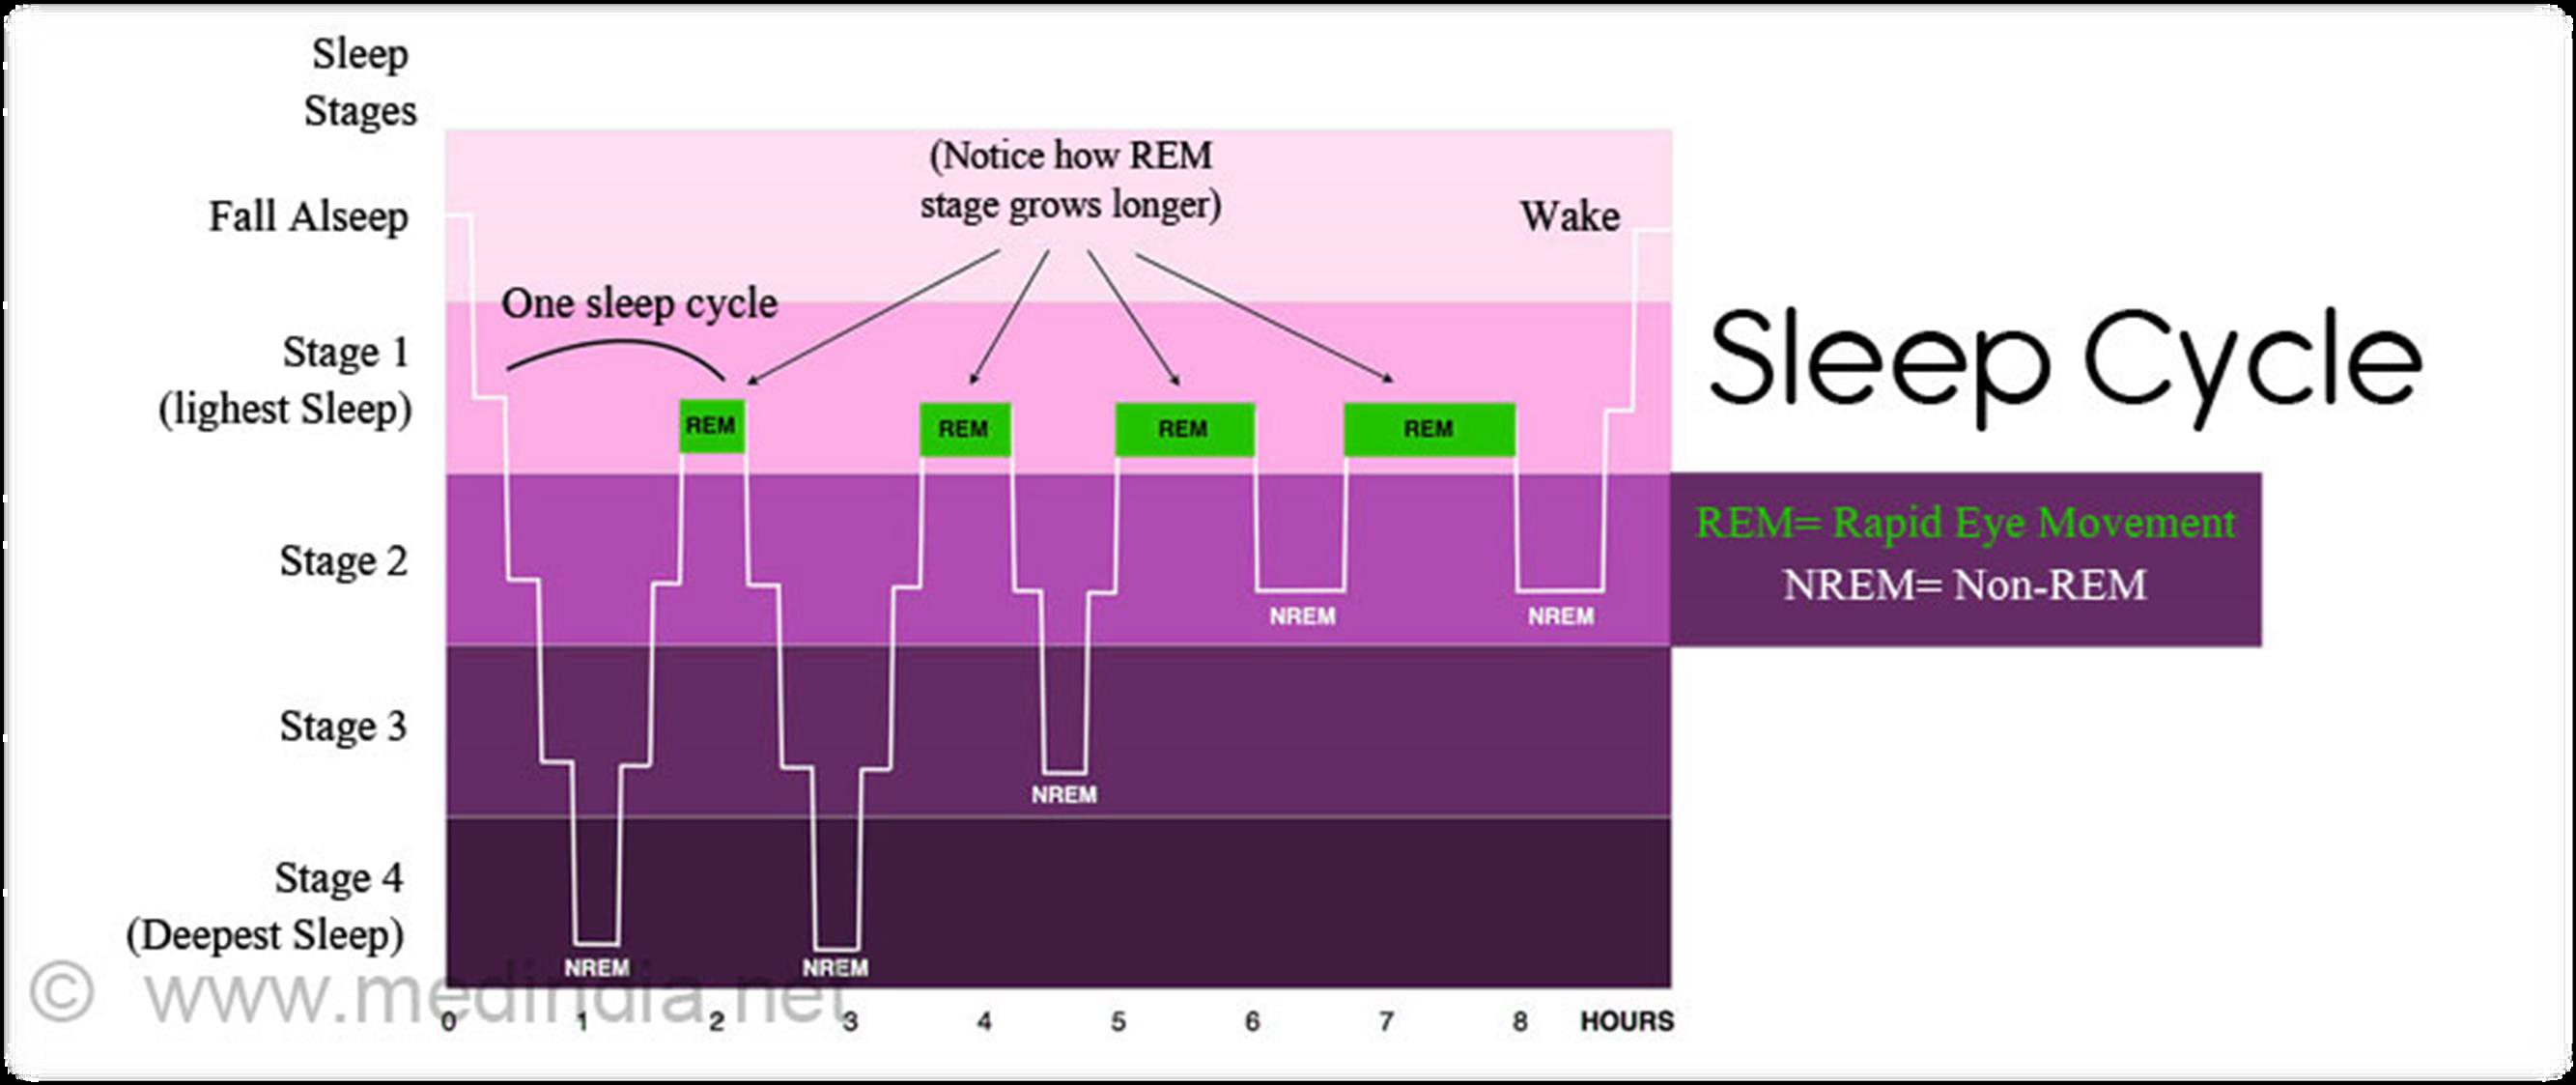 Sleep
Stages
(Notice how REM
stage grows longer)
Fall Alseep
Wake
One sleep cycle
Stage 1
(lighest Sleep)
REM
REM
REM
REM
Sleep Cycle
REM= Rapid Eye Movement
NREM= Non-REM
Stage 2
NREM
NREM
Stage 3
NREM
Stage 4
(Deepest Sleep)
NREM
NREM
© www.medindia.net
0 1 2 3 4 5 6 7 8 HOURS